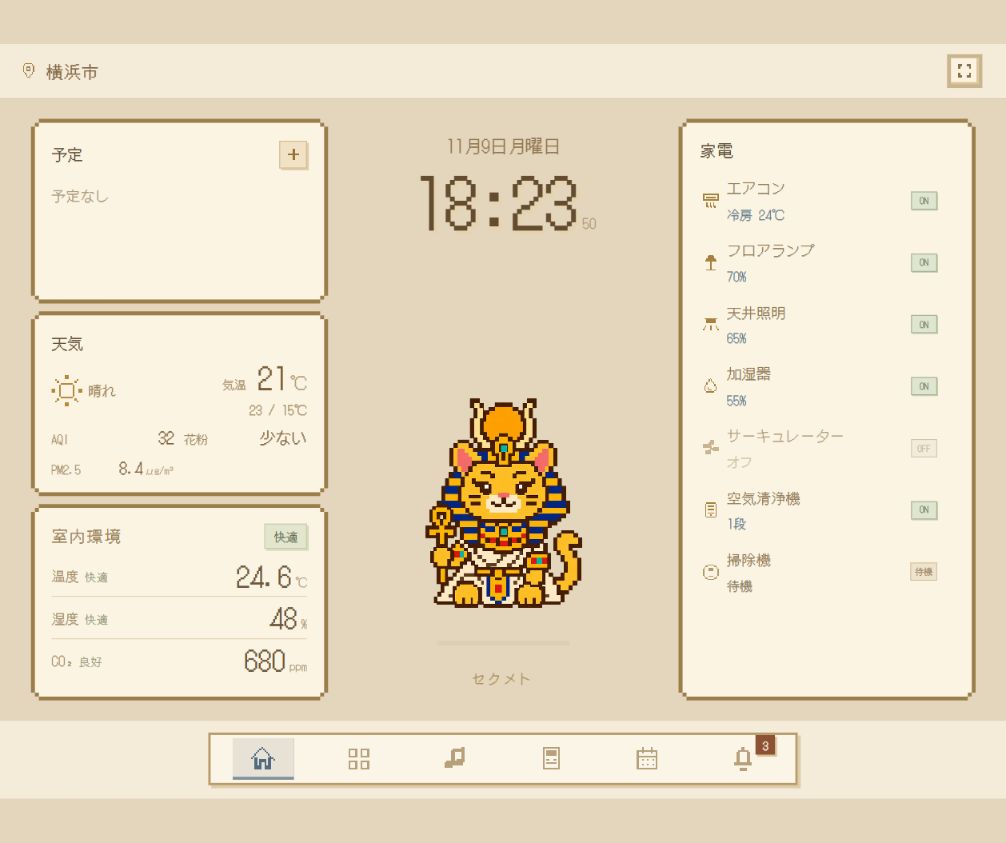 横浜市
予定
+
予定なし
天気
晴れ
気温 21℃
23 / 15℃
AQI 32 花粉 少ない
PM2.5 8.4 μg/m³
室内環境 快適
温度 快適 24.6 ℃
湿度 快適 48 %
CO₂ 良好 680 ppm
11月9日月曜日
18:23 50
セクメト
家電
エアコン
冷房 24℃
ON
フロアランプ
70%
ON
天井照明
65%
ON
加湿器
55%
ON
サーキュレーター
オフ
OFF
空気清浄機
1段
ON
掃除機
待機
待機
3